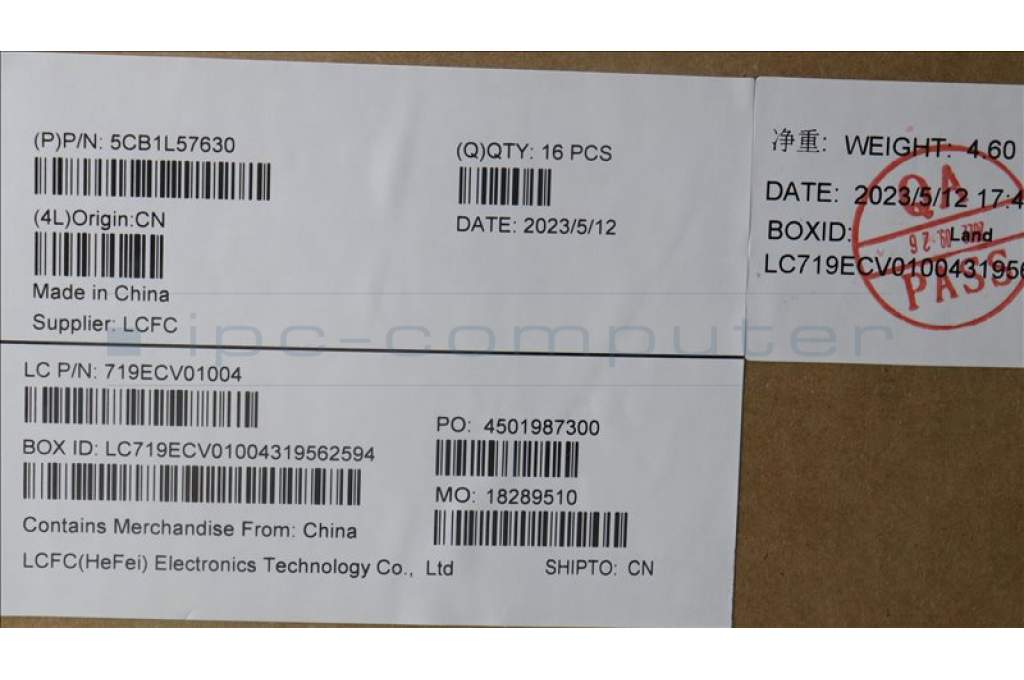 (P)P/N: 5CB1L57630
(Q)QTY: 16 PCS
(4L)Origin:CN
DATE: 2023/5/12
Made in China
Supplier: LCFC
净重: WEIGHT: 4.60
DATE: 2023/5/12 17:4
BOXID:
Land
LC719ECV010043195
QA
PASS
ipc-computer
LC P/N: 719ECV01004
BOX ID: LC719ECV01004319562594
PO: 4501987300
MO: 18289510
Contains Merchandise From: China
LCFC(HeFei) Electronics Technology Co., Ltd
SHIPTO: CN